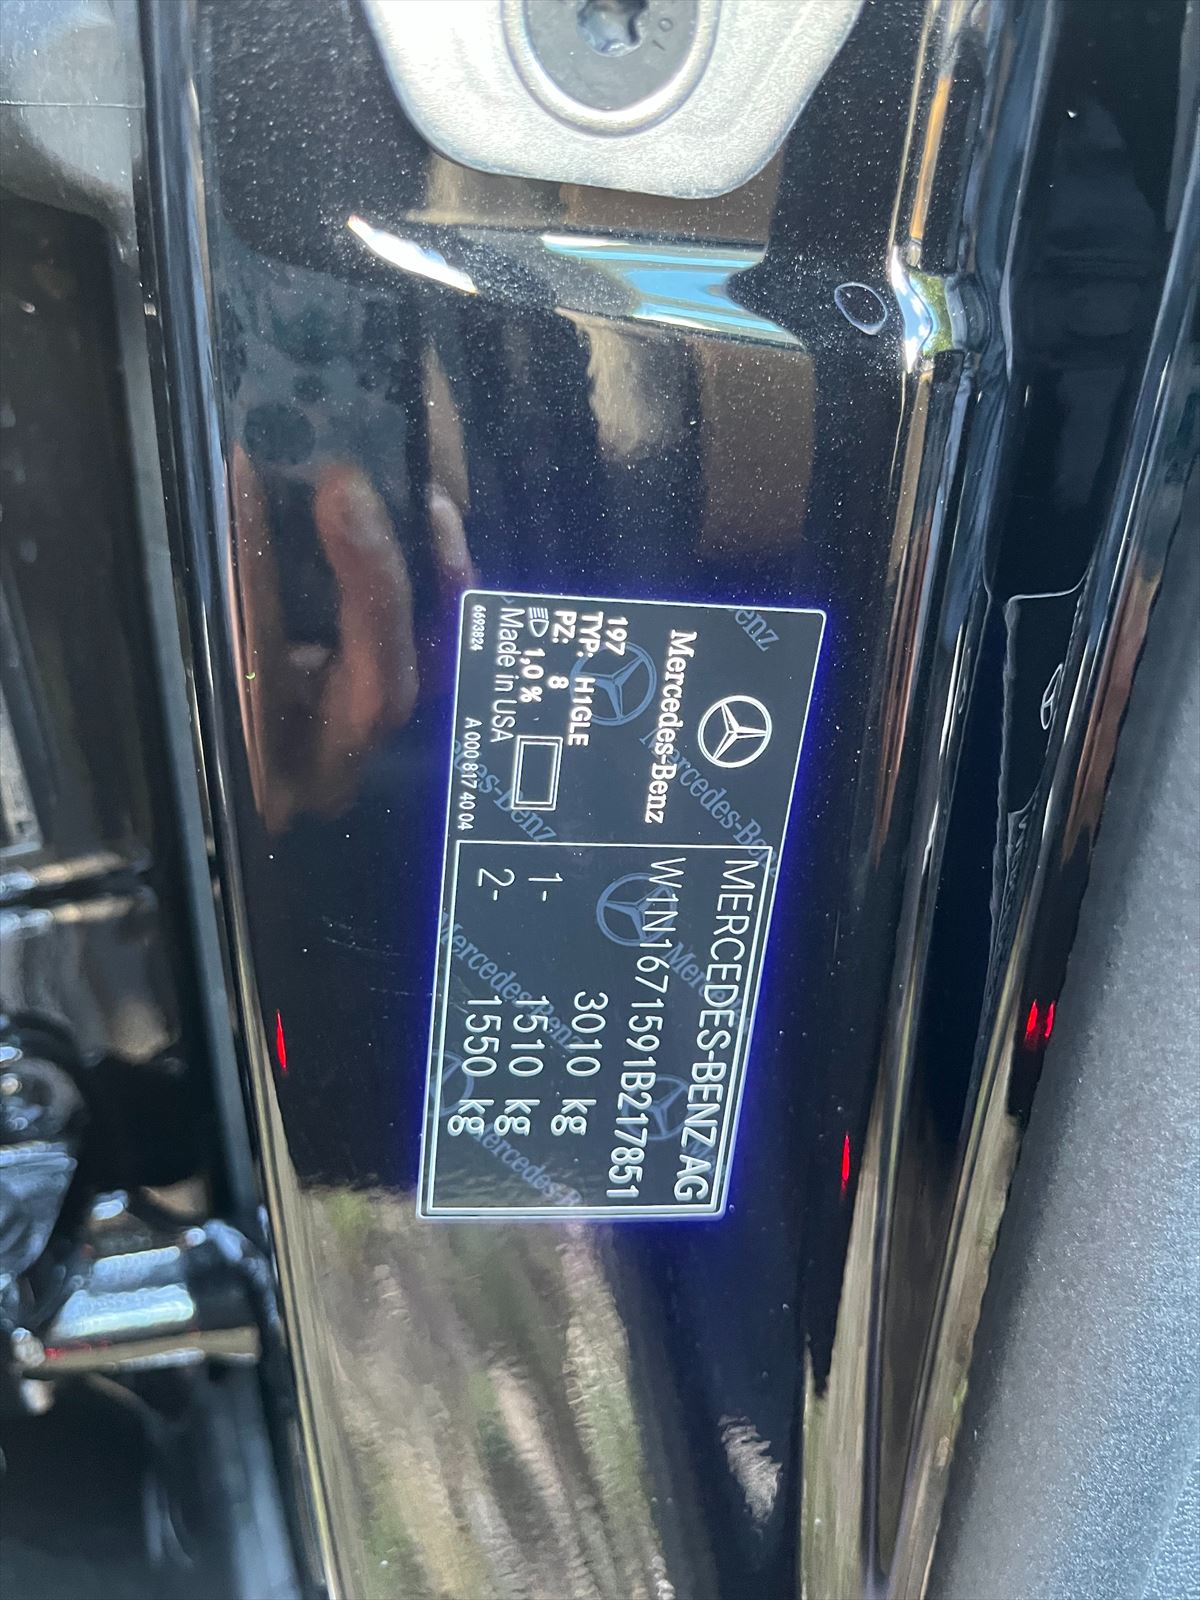 Mercedes-Benz
197
TYP: H1GLE
PZ: 8
1,0 %
Made in USA
6693824 A 000 817 40 04
MERCEDES-BENZ AG
W1N1671591B217851
3010 kg
1- 1510 kg
2- 1550 kg